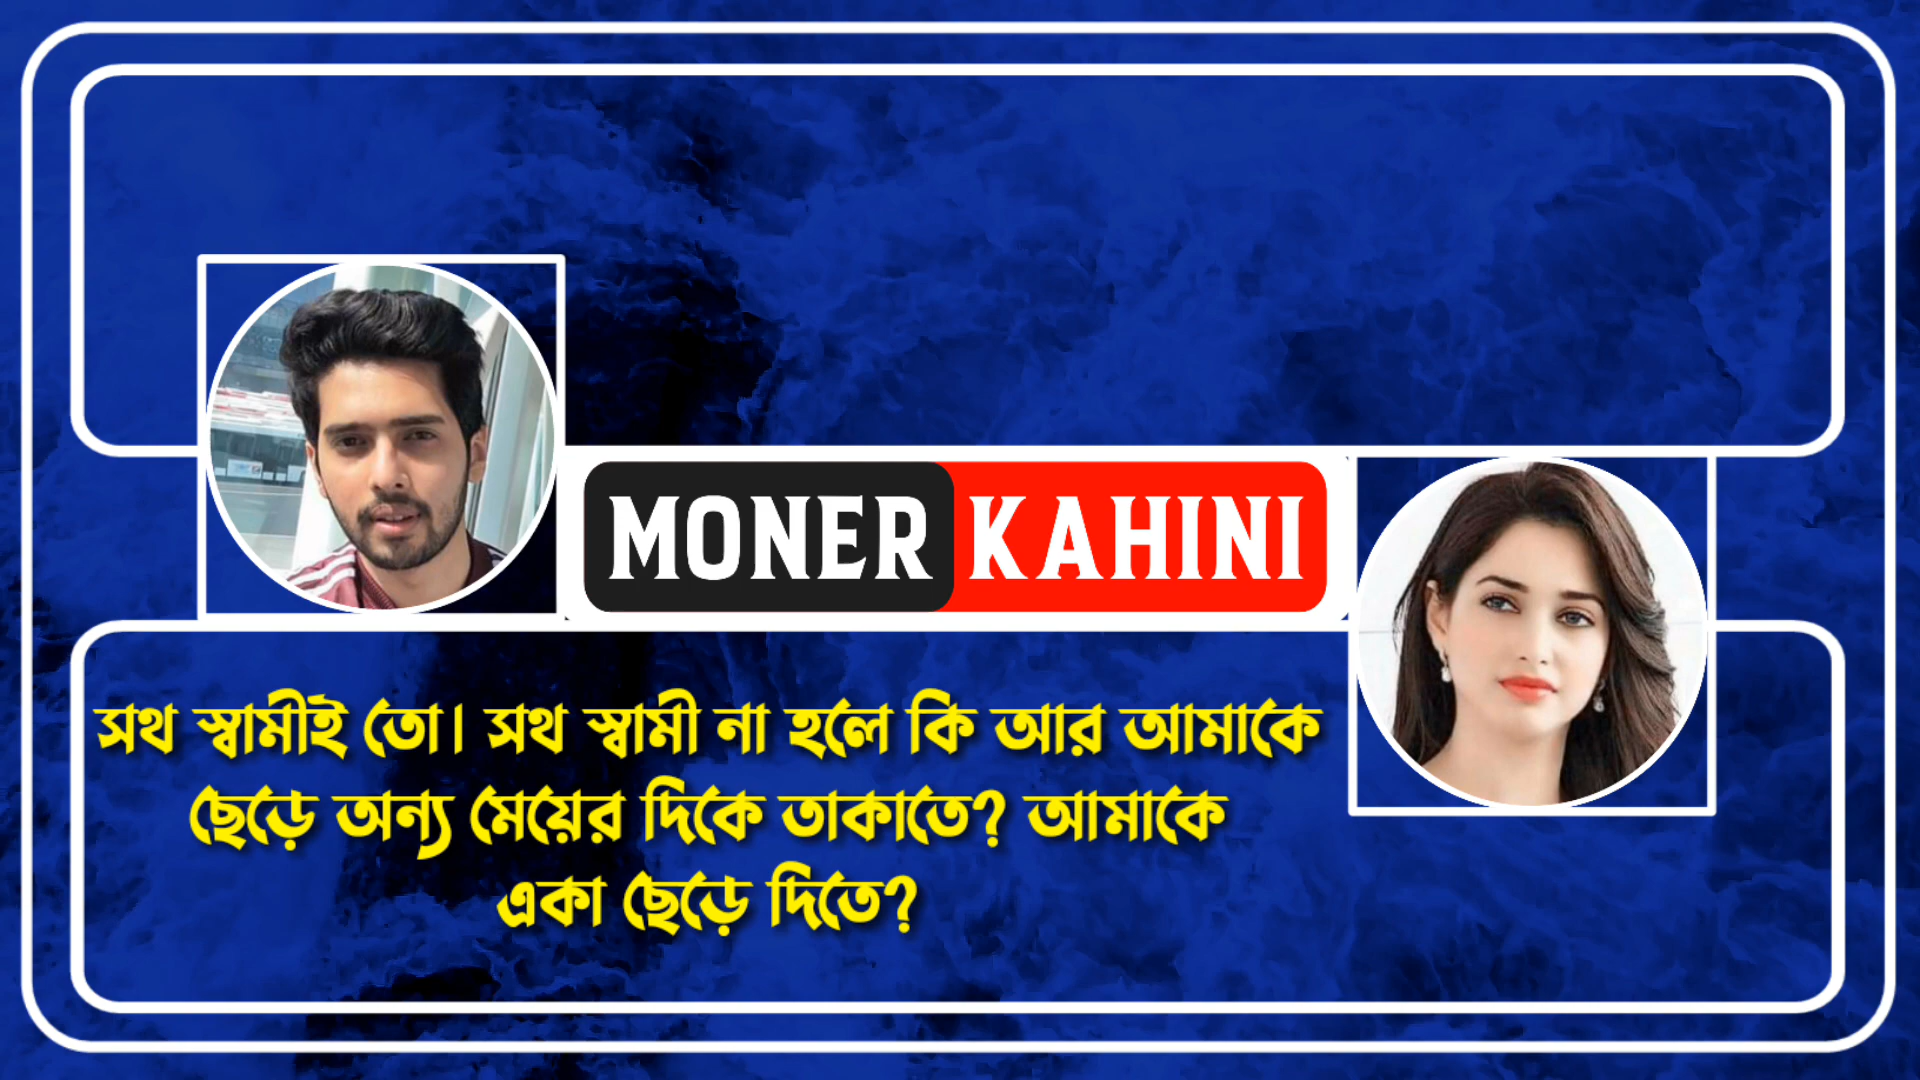 MONER KAHINI
সথ স্বামীই তো। সথ স্বামী না হলে কি আর আমাকে
ছেড়ে অন্য মেয়ের দিকে তাকাতে? আমাকে
একা ছেড়ে দিতে?